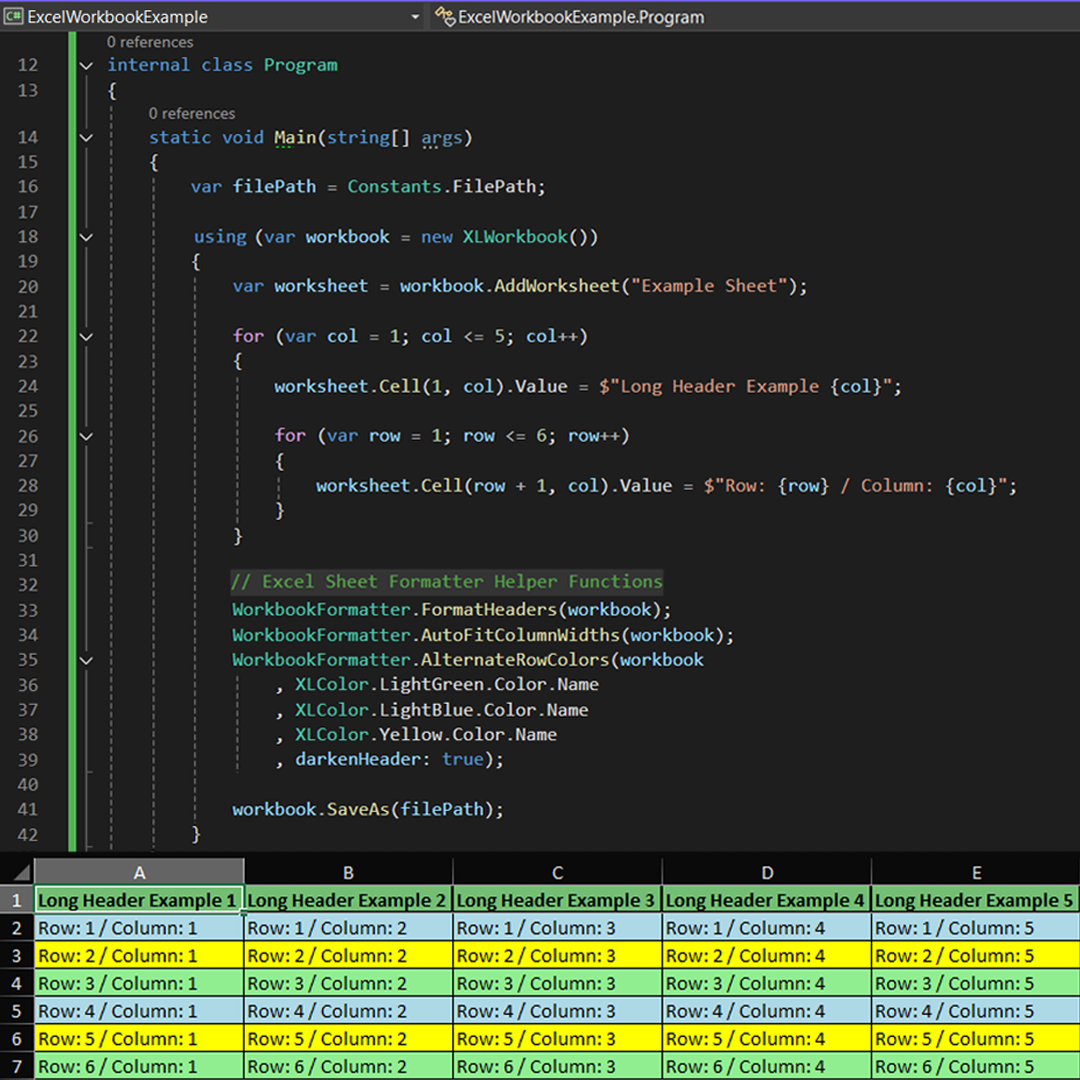 C# ExcelWorkbookExample ExcelWorkbookExample.Program
0 references
12 internal class Program
13 {
0 references
14 static void Main(string[] args)
15 {
16 var filePath = Constants.FilePath;
17
18 using (var workbook = new XLWorkbook())
19 {
20 var worksheet = workbook.AddWorksheet("Example Sheet");
21
22 for (var col = 1; col <= 5; col++)
23 {
24 worksheet.Cell(1, col).Value = $"Long Header Example {col}";
25
26 for (var row = 1; row <= 6; row++)
27 {
28 worksheet.Cell(row + 1, col).Value = $"Row: {row} / Column: {col}";
29 }
30 }
31
32 // Excel Sheet Formatter Helper Functions
33 WorkbookFormatter.FormatHeaders(workbook);
34 WorkbookFormatter.AutoFitColumnWidths(workbook);
35 WorkbookFormatter.AlternateRowColors(workbook
36 , XLColor.LightGreen.Color.Name
37 , XLColor.LightBlue.Color.Name
38 , XLColor.Yellow.Color.Name
39 , darkenHeader: true);
40
41 workbook.SaveAs(filePath);
42 }
A B C D E
1 Long Header Example 1 Long Header Example 2 Long Header Example 3 Long Header Example 4 Long Header Example 5
2 Row: 1 / Column: 1 Row: 1 / Column: 2 Row: 1 / Column: 3 Row: 1 / Column: 4 Row: 1 / Column: 5
3 Row: 2 / Column: 1 Row: 2 / Column: 2 Row: 2 / Column: 3 Row: 2 / Column: 4 Row: 2 / Column: 5
4 Row: 3 / Column: 1 Row: 3 / Column: 2 Row: 3 / Column: 3 Row: 3 / Column: 4 Row: 3 / Column: 5
5 Row: 4 / Column: 1 Row: 4 / Column: 2 Row: 4 / Column: 3 Row: 4 / Column: 4 Row: 4 / Column: 5
6 Row: 5 / Column: 1 Row: 5 / Column: 2 Row: 5 / Column: 3 Row: 5 / Column: 4 Row: 5 / Column: 5
7 Row: 6 / Column: 1 Row: 6 / Column: 2 Row: 6 / Column: 3 Row: 6 / Column: 4 Row: 6 / Column: 5